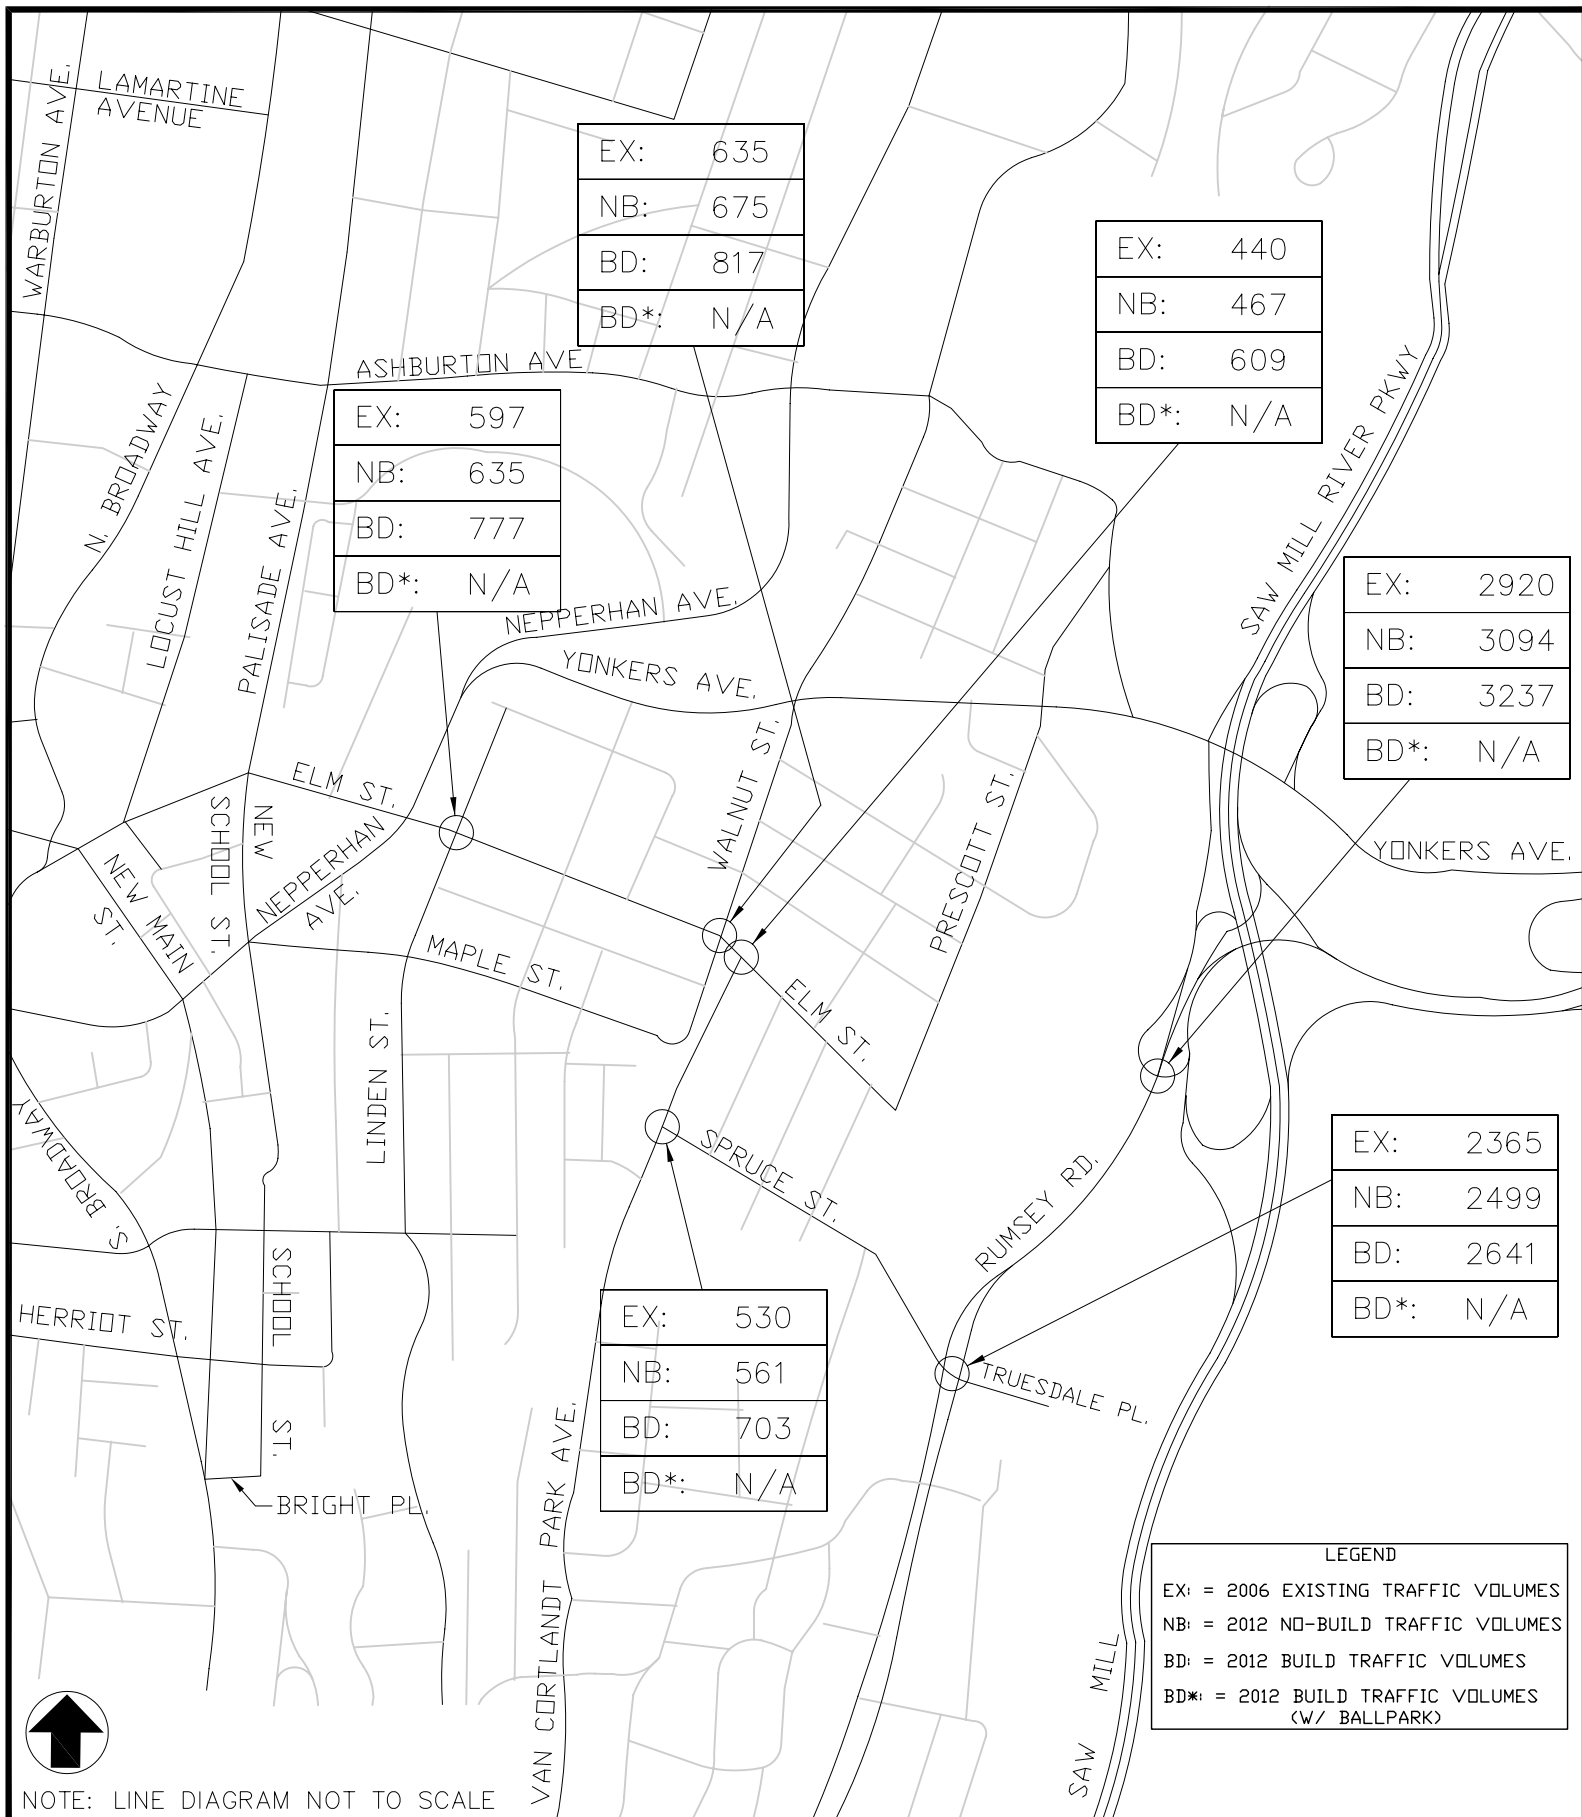 LAMARTINE
AVENUE
WARBURTON AVE.
EX: 635
NB: 675
BD: 817
BD*: N/A
EX: 440
NB: 467
BD: 609
BD*: N/A
ASHBURTON AVE
EX: 597
NB: 635
BD: 777
BD*: N/A
N. BROADWAY
LOCUST HILL AVE.
PALISADE AVE.
SAW MILL RIVER PKWY
EX: 2920
NB: 3094
BD: 3237
BD*: N/A
NEPPERHAN AVE.
YONKERS AVE.
ELM ST.
NEW
SCHOOL ST.
NEPPERHAN
AVE.
NEW MAIN
ST.
WALNUT ST.
PRESCOTT ST.
YONKERS AVE.
MAPLE ST.
ELM ST.
LINDEN ST.
S. BROADWAY
SPRUCE ST.
RUMSEY RD.
EX: 2365
NB: 2499
BD: 2641
BD*: N/A
HERRIOT ST.
SCHOOL
ST.
EX: 530
NB: 561
BD: 703
BD*: N/A
TRUESDALE PL.
BRIGHT PL.
VAN CORTLANDT PARK AVE.
SAW MILL
LEGEND
EX: = 2006 EXISTING TRAFFIC VOLUMES
NB: = 2012 NO-BUILD TRAFFIC VOLUMES
BD: = 2012 BUILD TRAFFIC VOLUMES
BD*: = 2012 BUILD TRAFFIC VOLUMES
(W/ BALLPARK)
NOTE: LINE DIAGRAM NOT TO SCALE